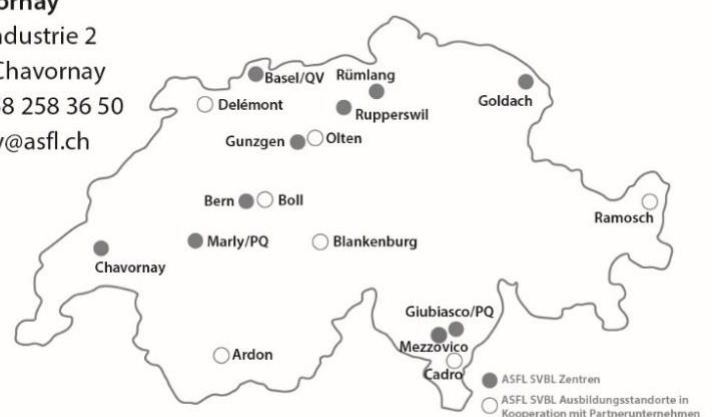 ornay
ndustrie 2
Chavornay
8 258 36 50
y@asfl.ch
Basel/QV
Rümlang
Delémont
Rupperswil
Goldach
Gunzgen
Olten
Bern
Boll
Ramosch
Marly/PQ
Blankenburg
Chavornay
Giubiasco/PQ
Mezzovico
Ardon
Cadro
ASFL SVBL Zentren
ASFL SVBL Ausbildungsstandorte in
Kooperation mit Partnerunternehmen